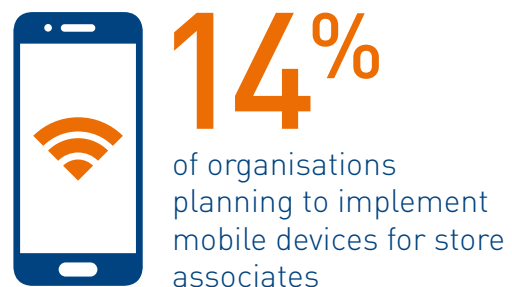 14%
of organisations
planning to implement
mobile devices for store
associates